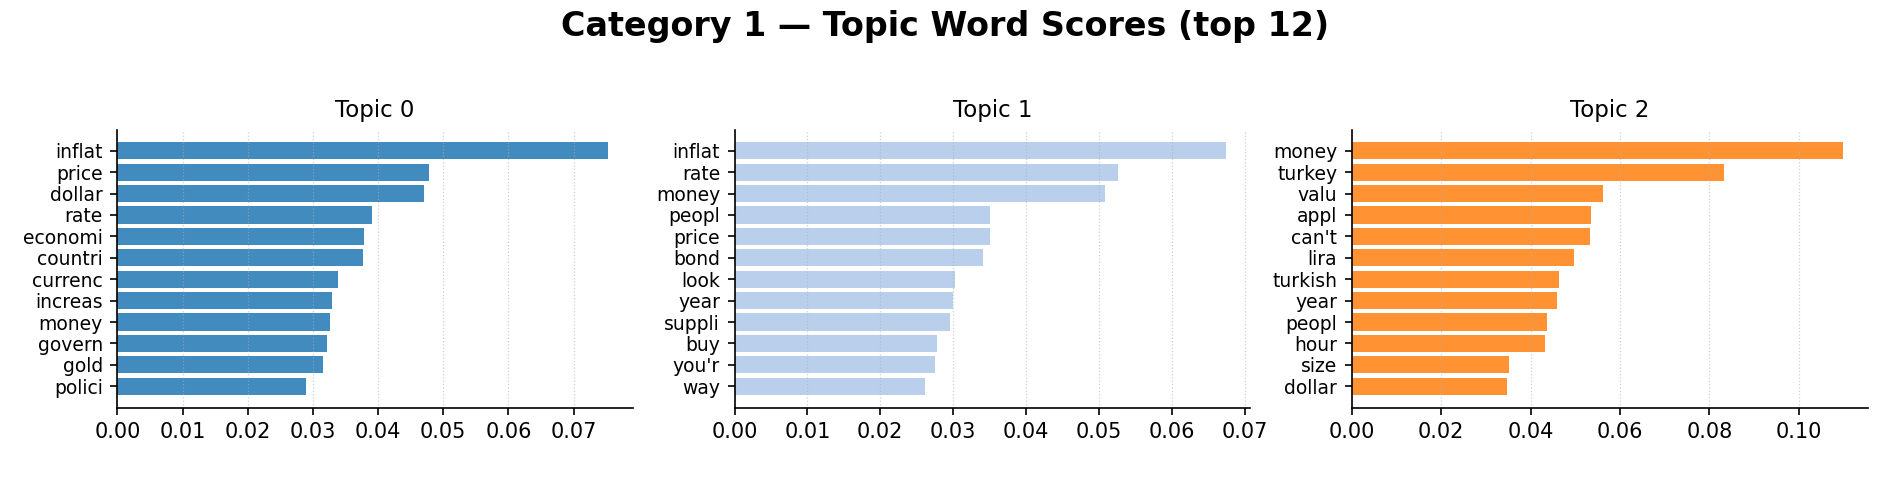 Category 1 — Topic Word Scores (top 12)
Topic 0
inflat
price
dollar
rate
economi
countri
currenc
increas
money
govern
gold
polici
0.00 0.01 0.02 0.03 0.04 0.05 0.06 0.07
Topic 1
inflat
rate
money
peopl
price
bond
look
year
suppli
buy
you'r
way
0.00 0.01 0.02 0.03 0.04 0.05 0.06 0.07
Topic 2
money
turkey
valu
appl
can't
lira
turkish
year
peopl
hour
size
dollar
0.00 0.02 0.04 0.06 0.08 0.10